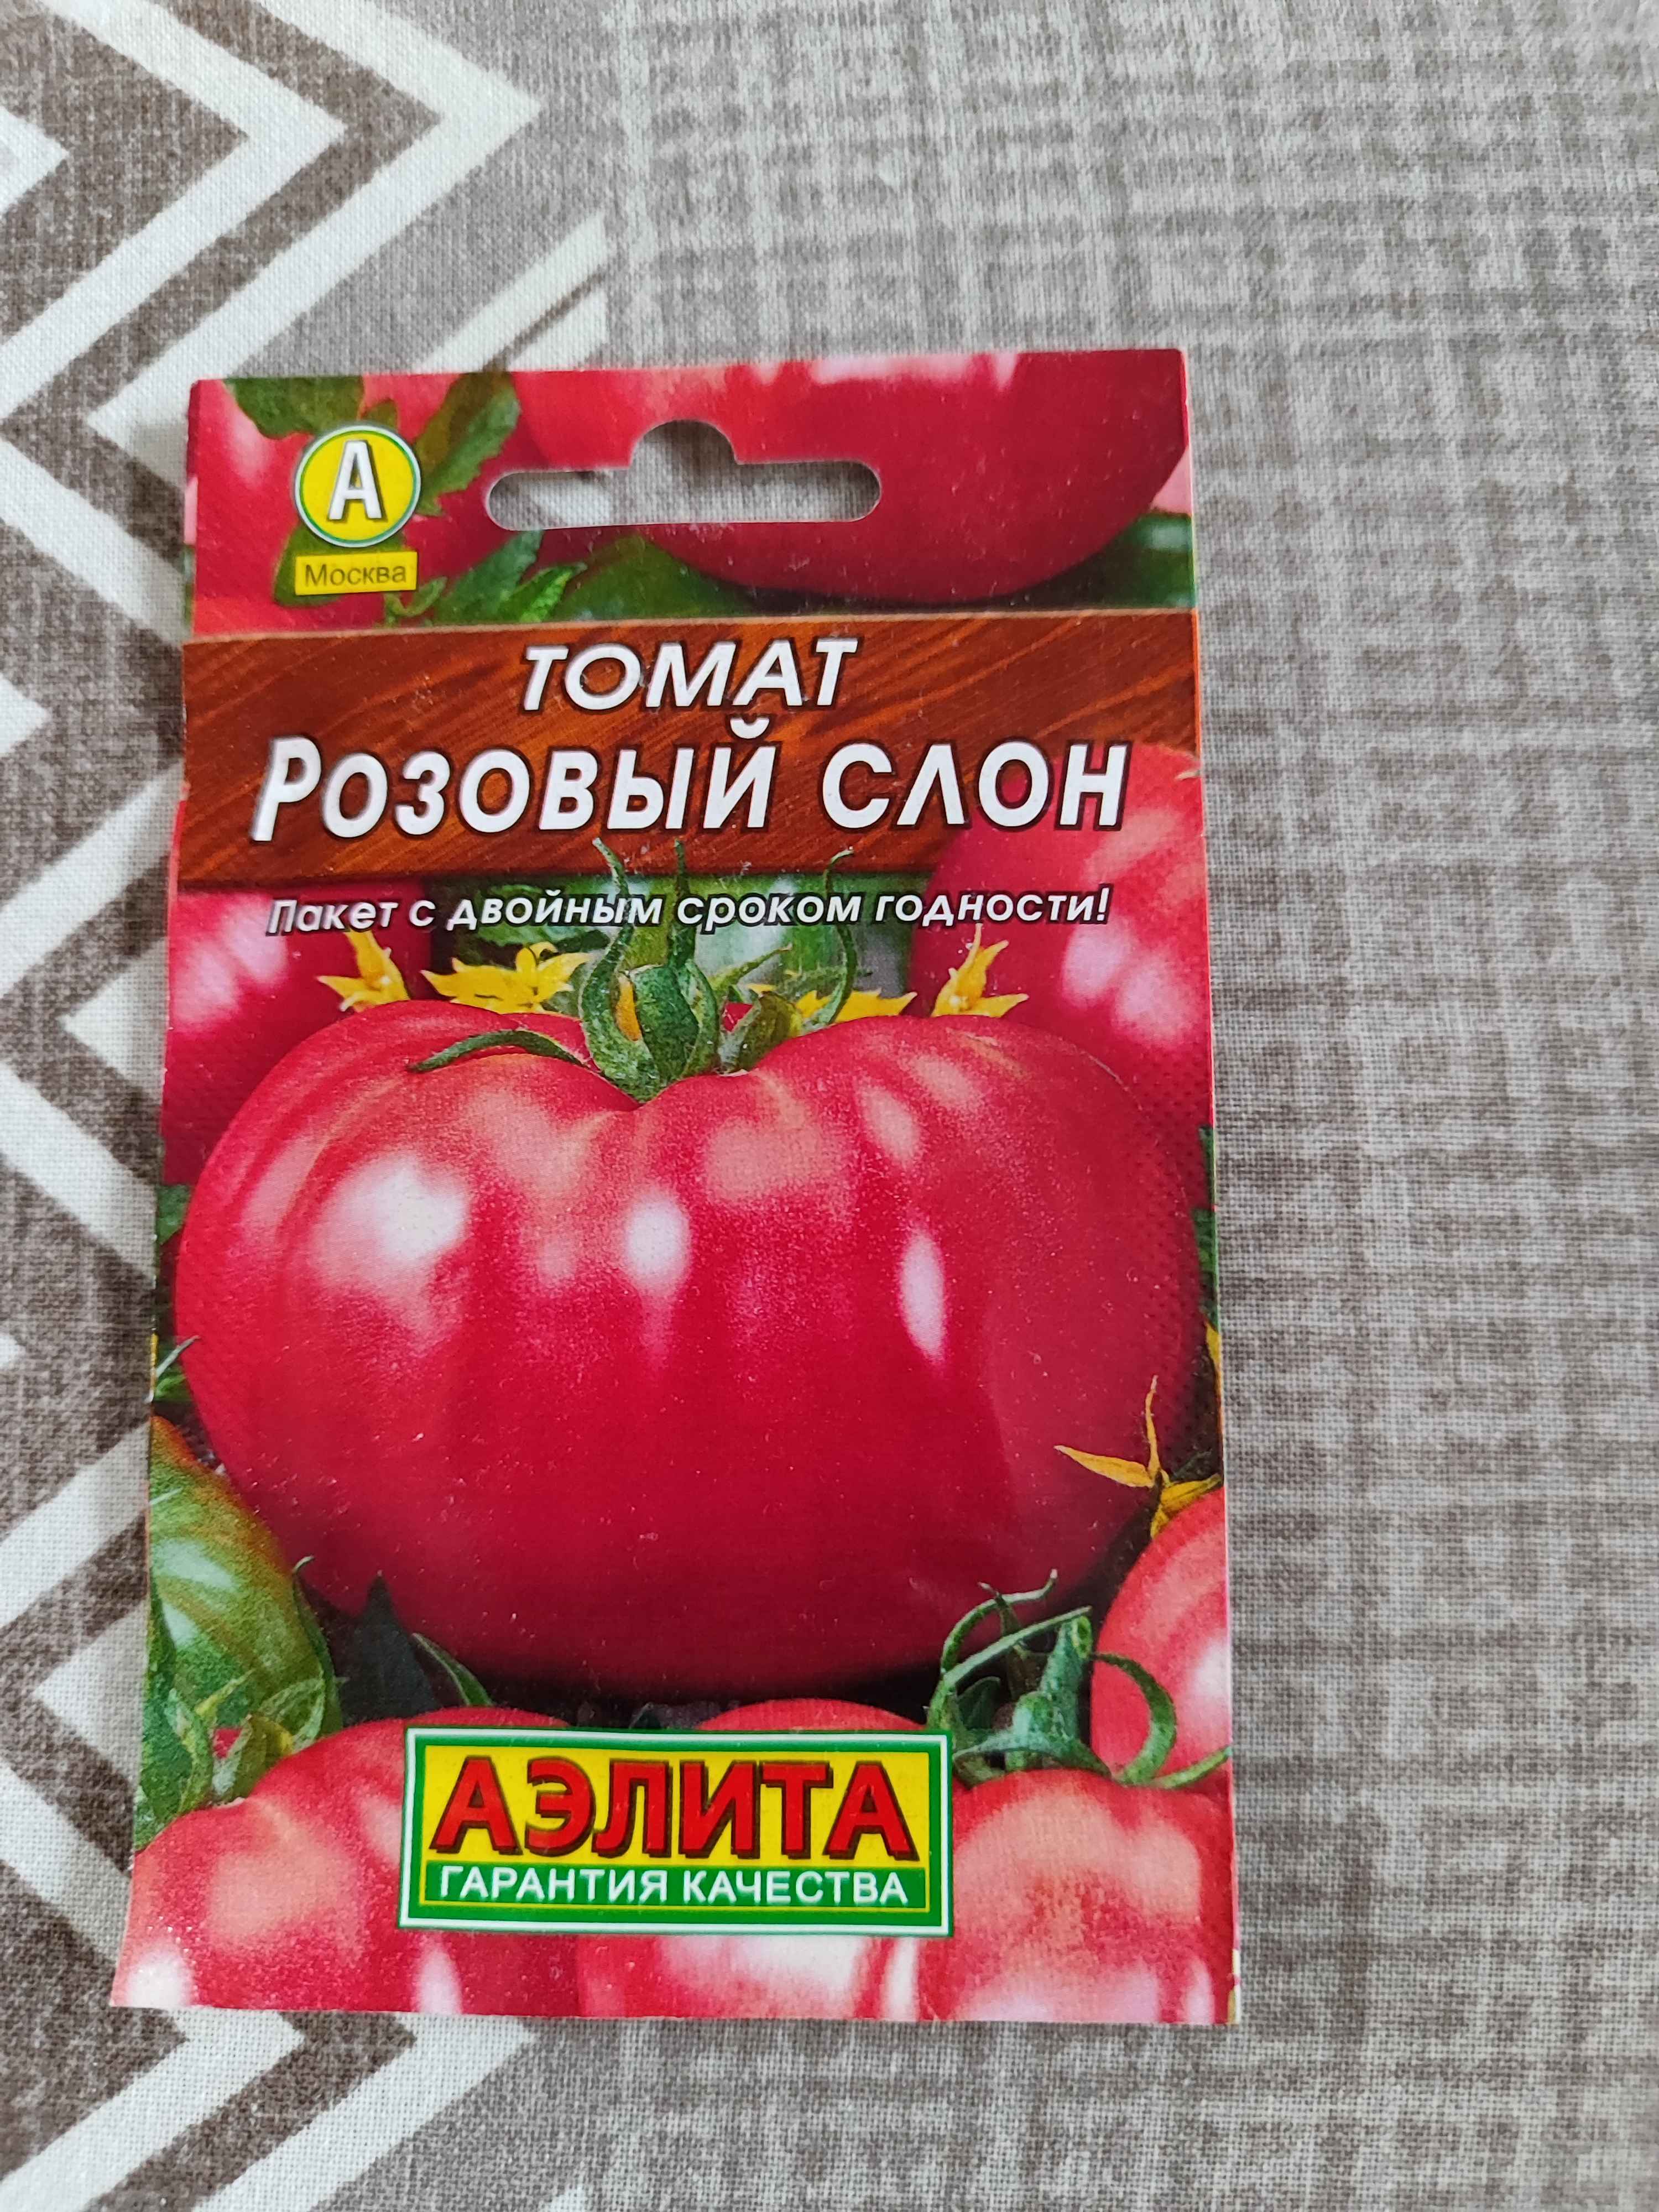 А
Москва
ТОМАТ
РОЗОВЫЙ СЛОН
Пакет с двойным сроком годности!
АЭЛИТА
ГАРАНТИЯ КАЧЕСТВА